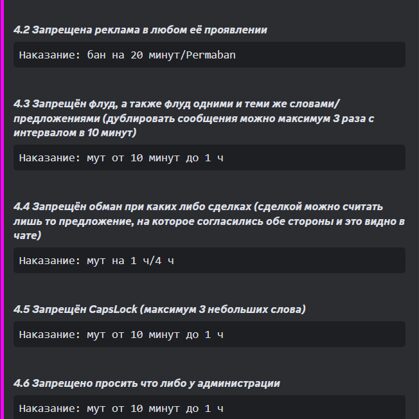 4.2 Запрещена реклама в любом её проявлении
Наказание: бан на 20 минут/Permaban
4.3 Запрещён флуд, а также флуд одними и теми же словами/
предложениями (дублировать сообщения можно максимум 3 раза с
интервалом в 10 минут)
Наказание: мут от 10 минут до 1 ч
4.4 Запрещён обман при каких либо сделках (сделкой можно считать
лишь то предложение, на которое согласились обе стороны и это видно в
чате)
Наказание: мут на 1 ч/4 ч
4.5 Запрещён CapsLock (максимум 3 небольших слова)
Наказание: мут от 10 минут до 1 ч
4.6 Запрещено просить что либо у администрации
Наказание: мут от 10 минут до 1 ч